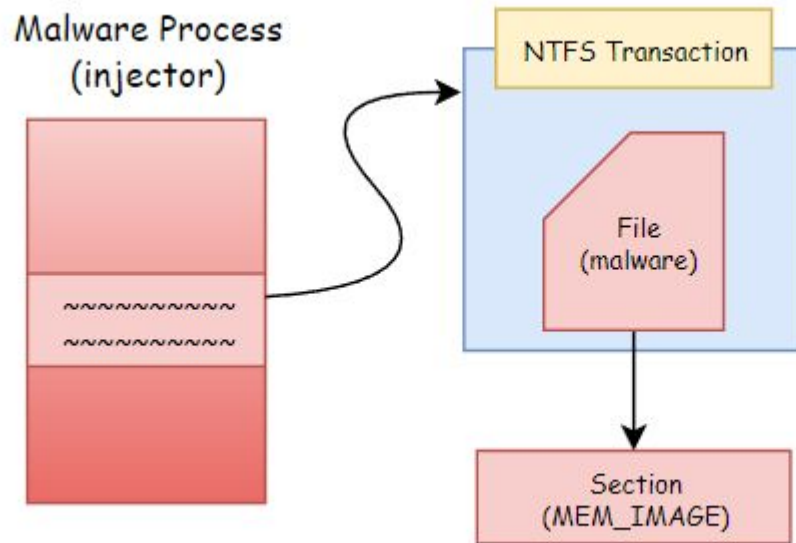 Malware Process
(injector)
NTFS Transaction
~~~~~~~~~~
~~~~~~~~~~
File
(malware)
Section
(MEM_IMAGE)